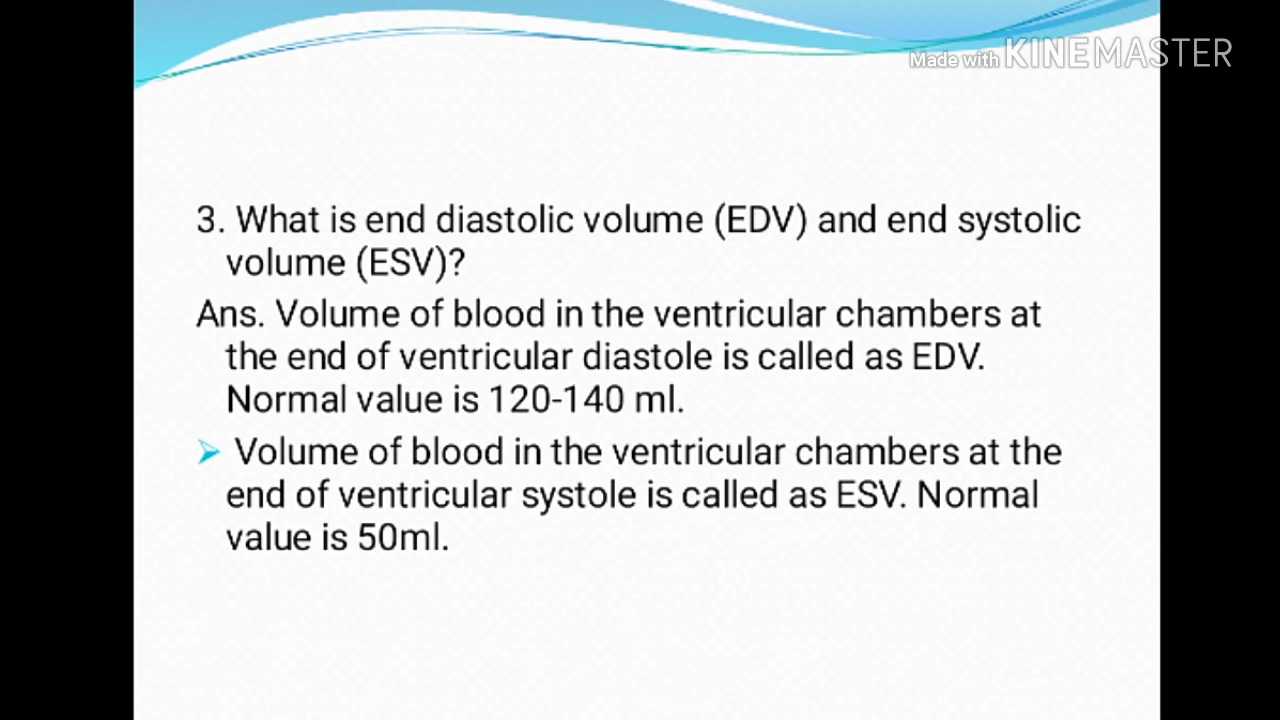 Made with KINEMASTER
3. What is end diastolic volume (EDV) and end systolic
volume (ESV)?
Ans. Volume of blood in the ventricular chambers at
the end of ventricular diastole is called as EDV.
Normal value is 120-140 ml.
Volume of blood in the ventricular chambers at the
end of ventricular systole is called as ESV. Normal
value is 50ml.